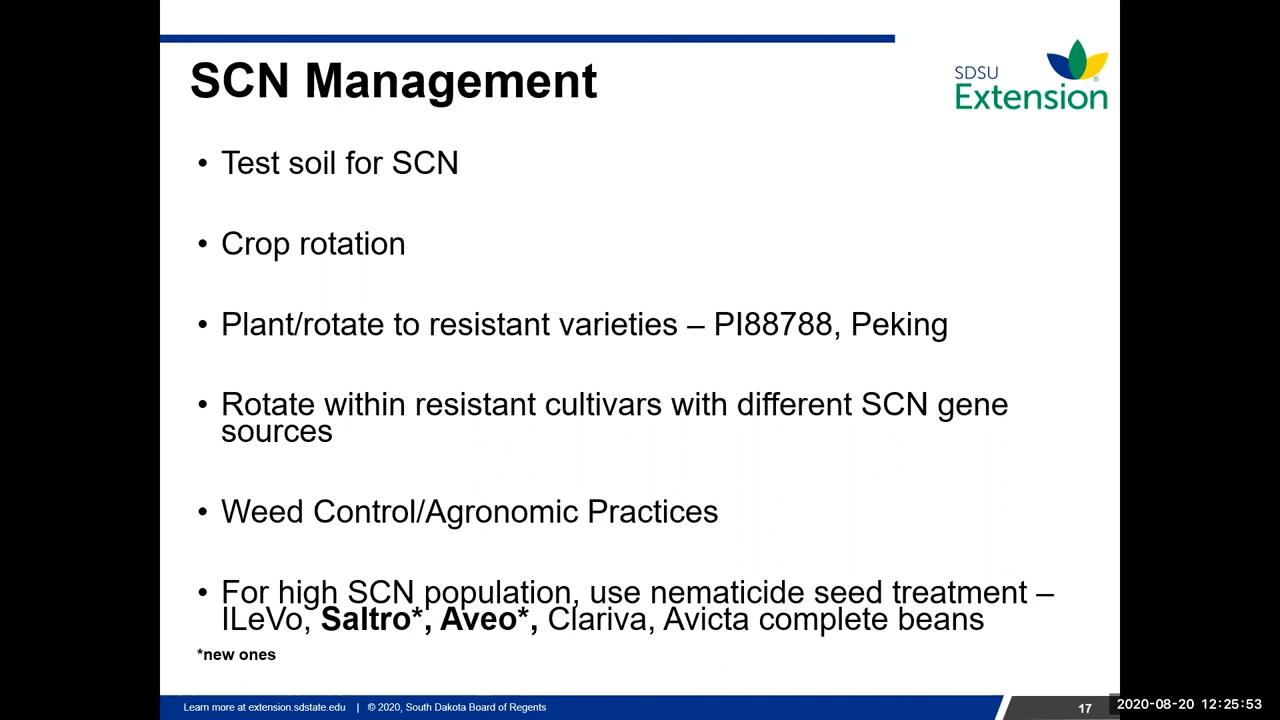 SCN Management
SDSU
Extension
• Test soil for SCN
• Crop rotation
• Plant/rotate to resistant varieties – PI88788, Peking
• Rotate within resistant cultivars with different SCN gene
sources
• Weed Control/Agronomic Practices
• For high SCN population, use nematicide seed treatment –
ILeVo, Saltro*, Aveo*, Clariva, Avicta complete beans
*new ones
Learn more at extension.sdstate.edu | © 2020, South Dakota Board of Regents
17
2020-08-20 12:25:53